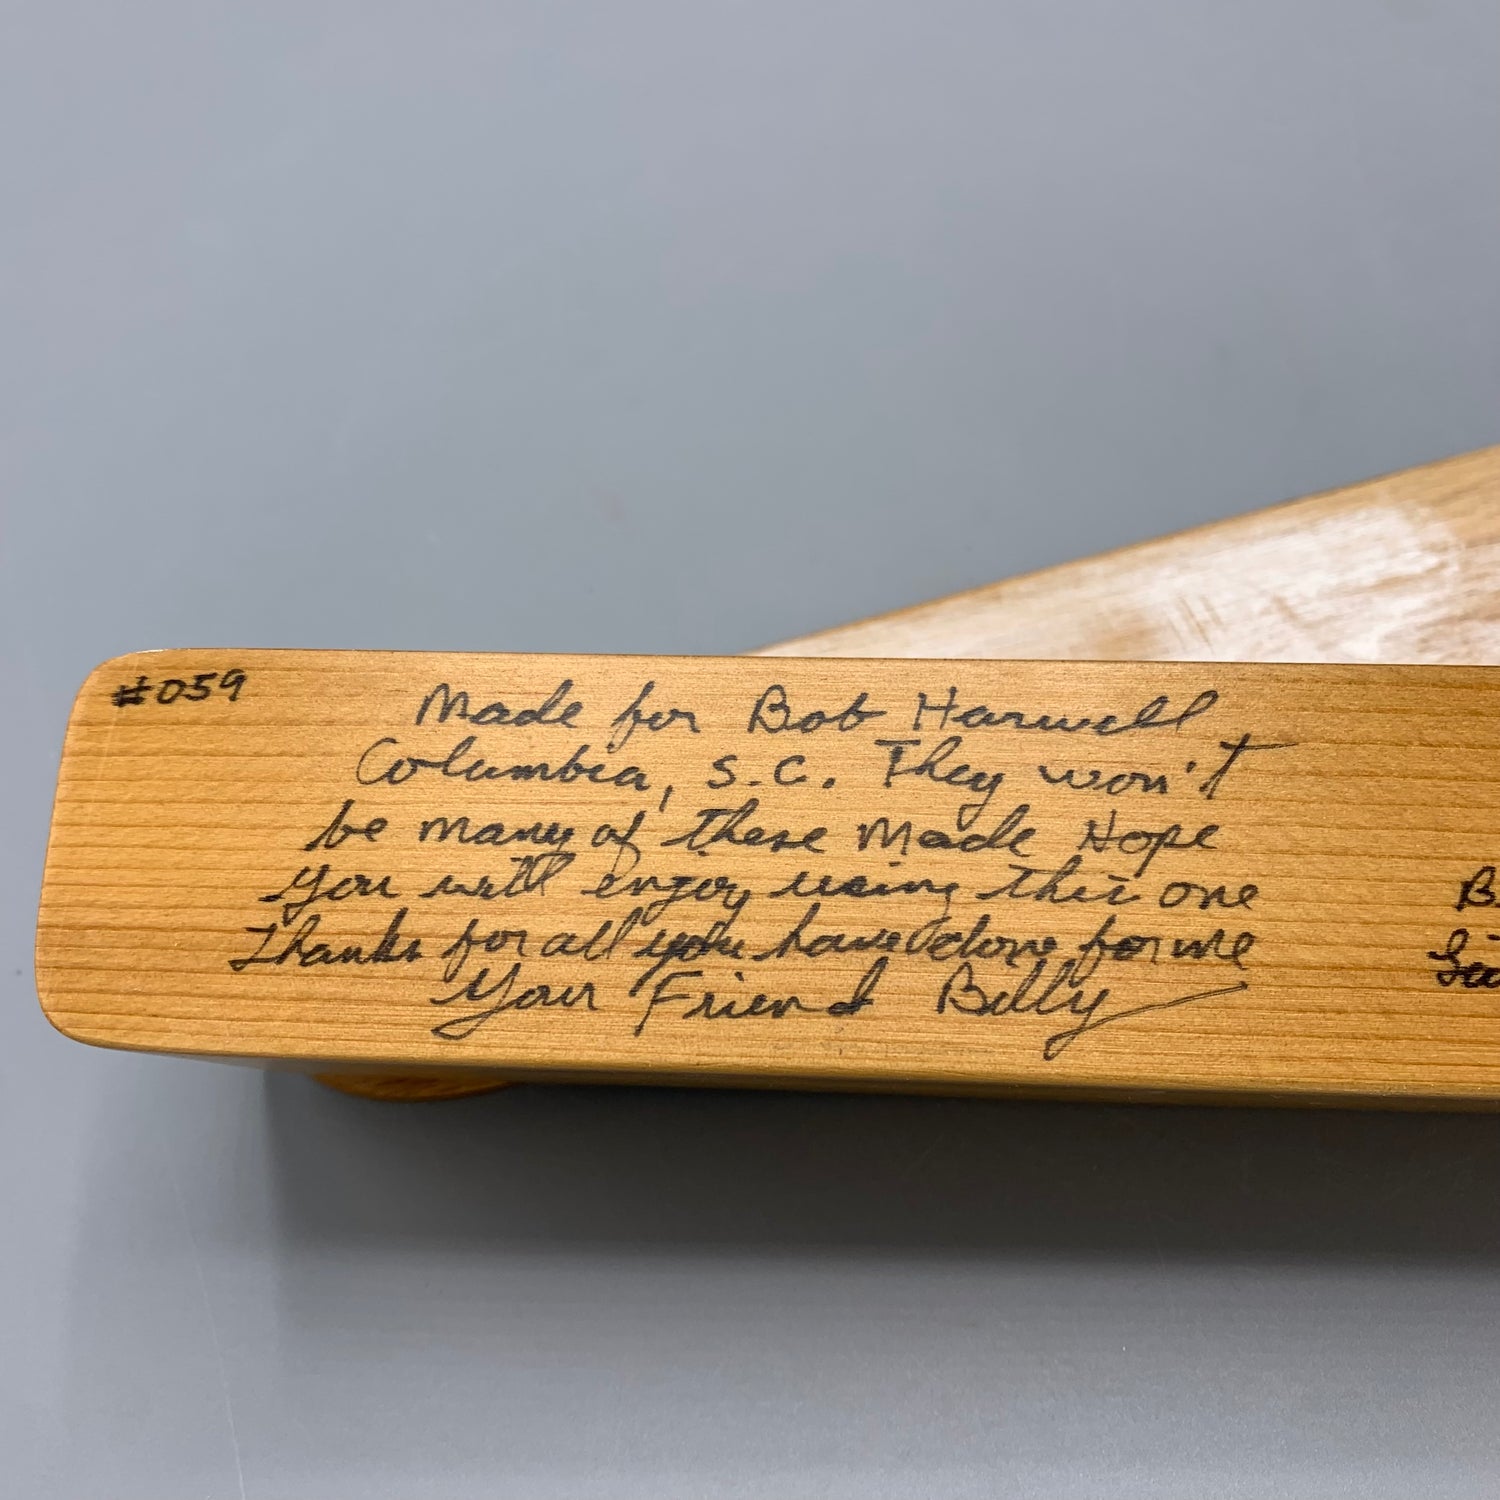 #059
Made for Bob Harwell
Columbia, S.C. They won't
be many of these Made Hope
you will enjoy using this one
Thanks for all you have done for me
Your Friend Billy